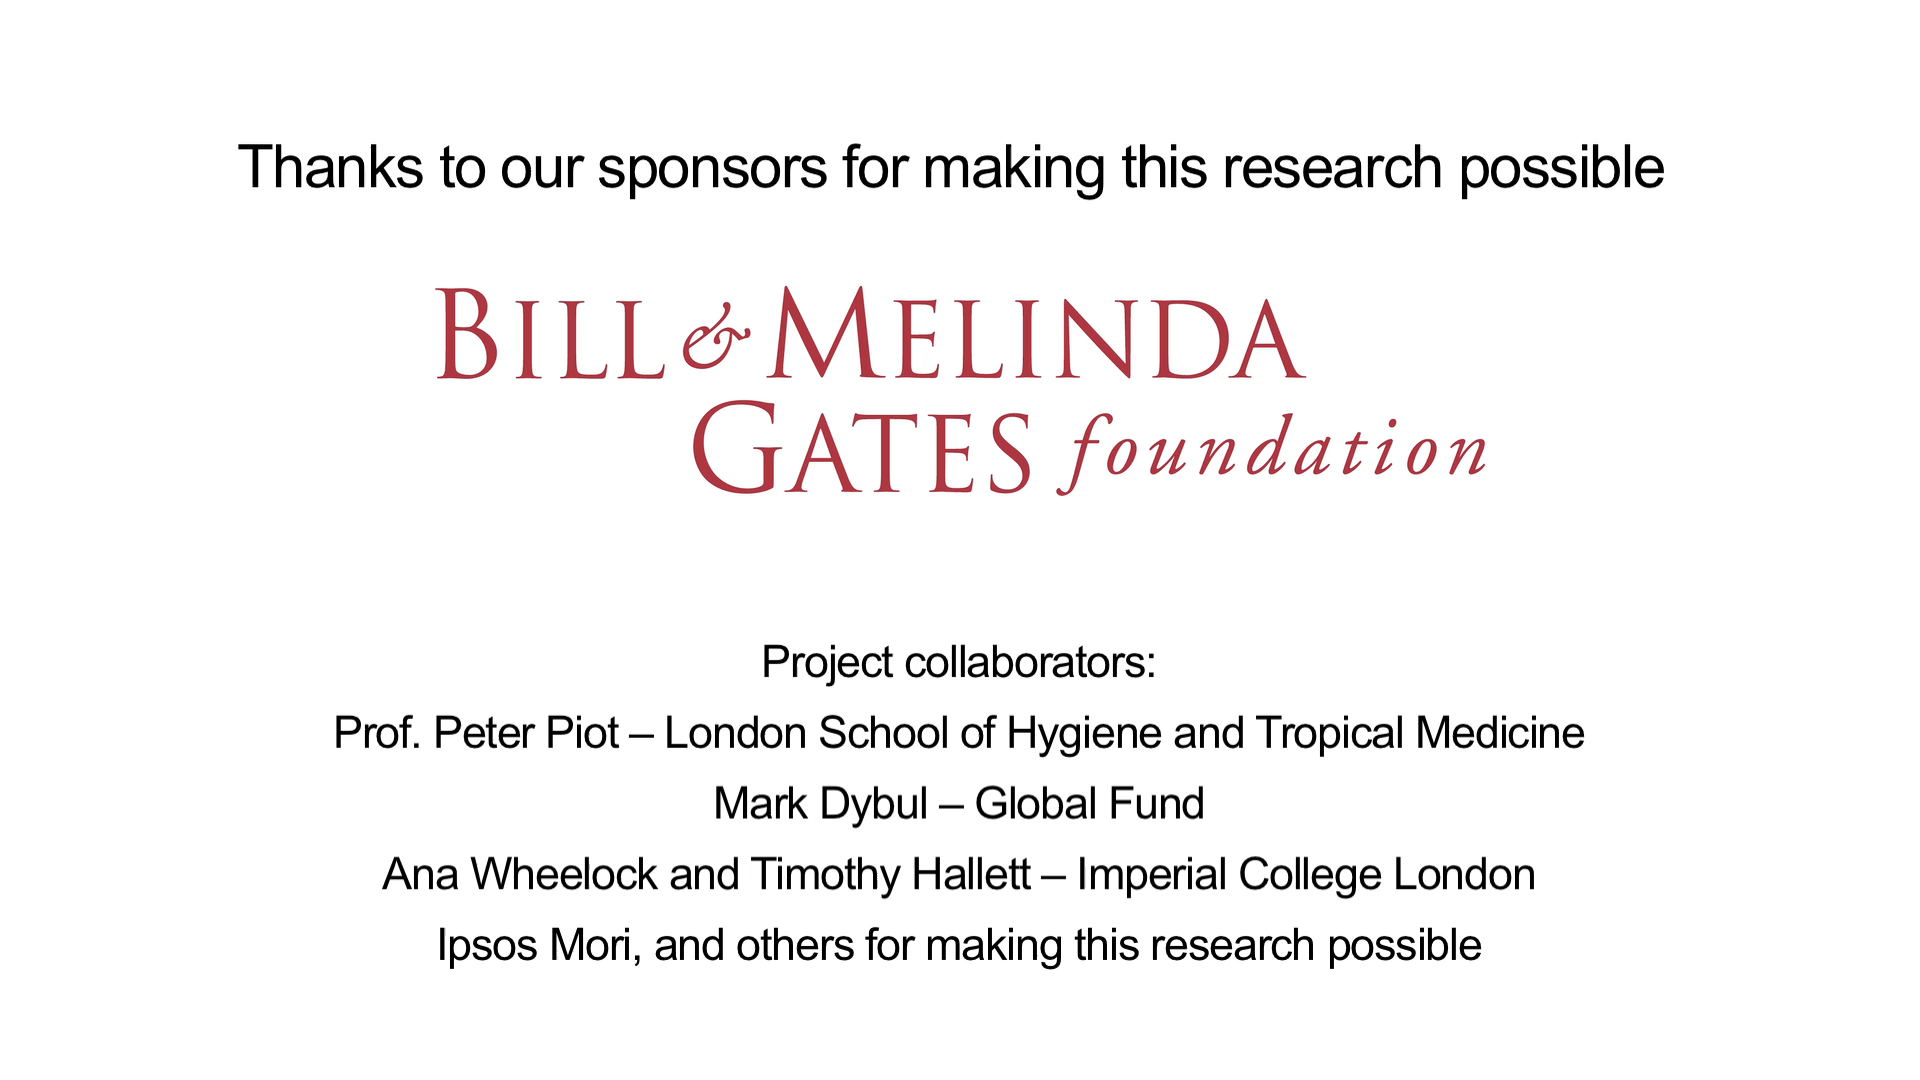 Thanks to our sponsors for making this research possible
BILL & MELINDA
GATES foundation
Project collaborators:
Prof. Peter Piot – London School of Hygiene and Tropical Medicine
Mark Dybul – Global Fund
Ana Wheelock and Timothy Hallett – Imperial College London
Ipsos Mori, and others for making this research possible